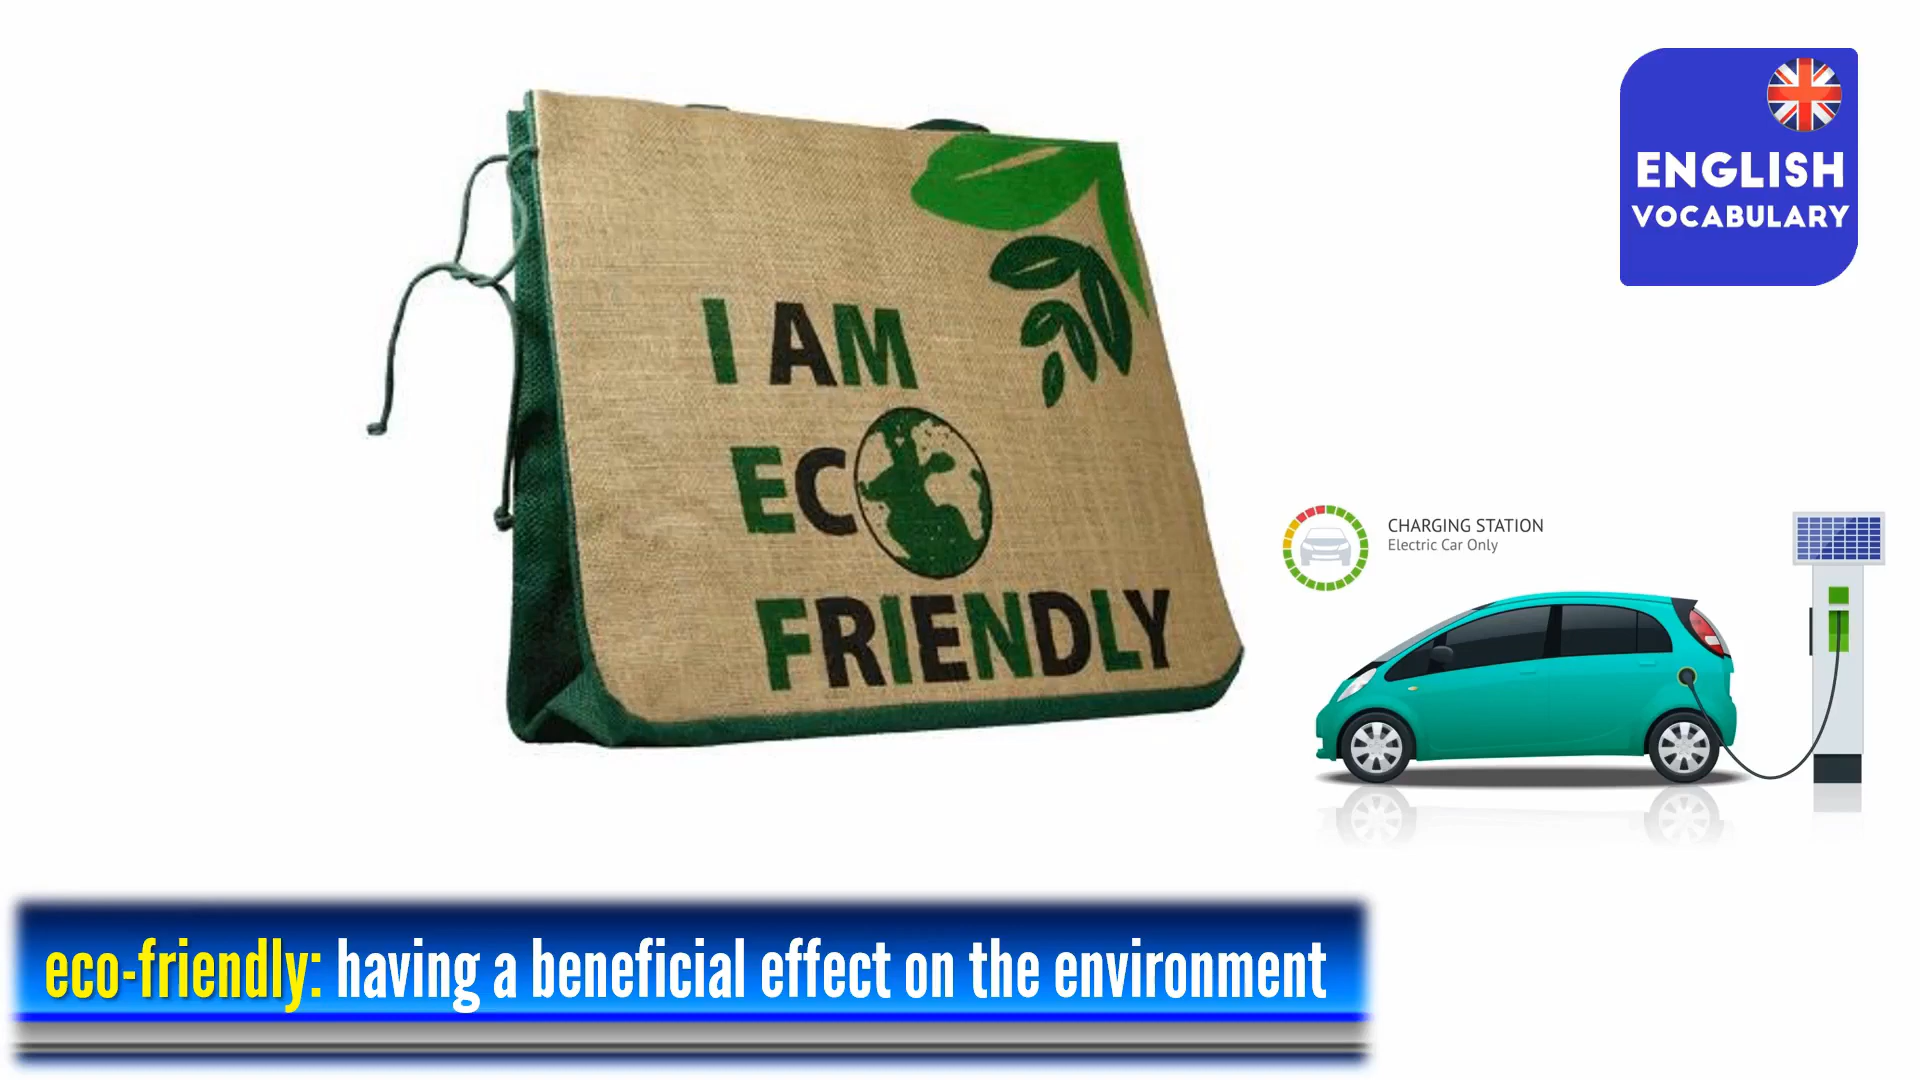 I AM
ECO
FRIENDLY
ENGLISH
VOCABULARY
CHARGING STATION
Electric Car Only
eco-friendly: having a beneficial effect on the environment